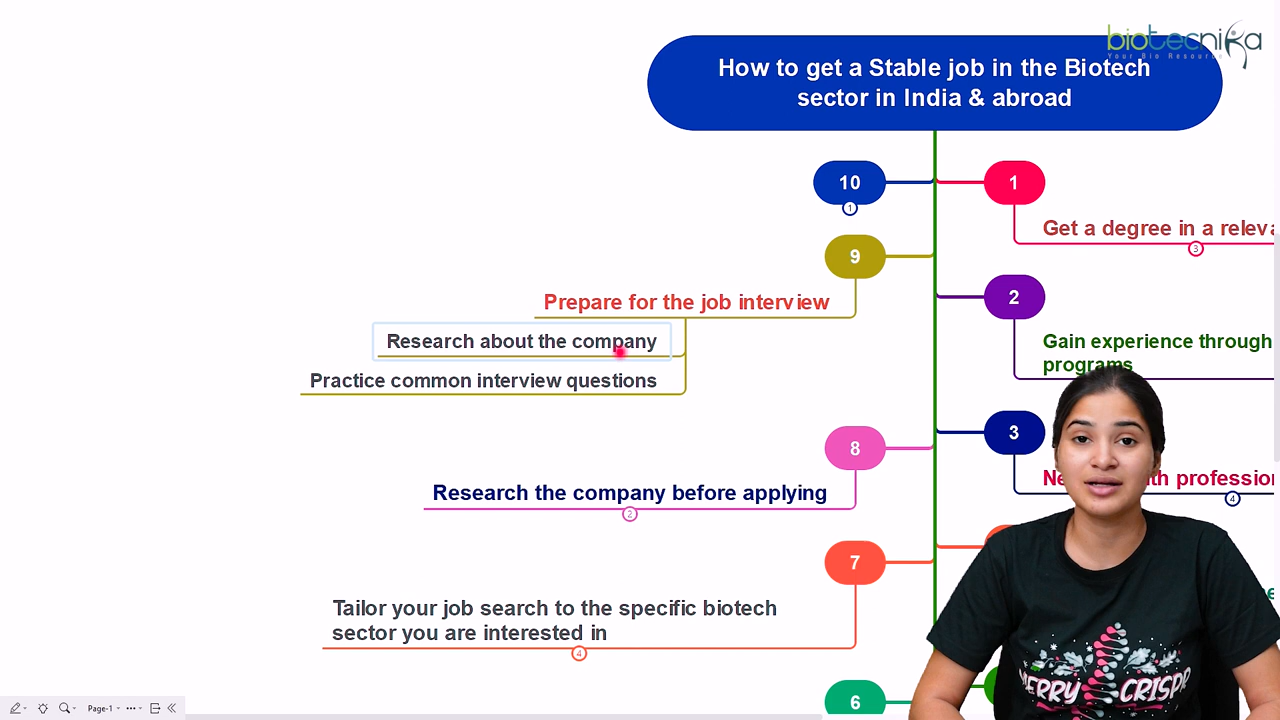 biotecnika
Your Bio Resource
How to get a Stable job in the Biotech
sector in India & abroad
10
1
1
Get a degree in a
3
9
Prepare for the job interview
Research about the company
Practice common interview questions
2
Gain experience through
programs
8
Research the company before applying
2
3
4
7
Tailor your job search to the specific biotech
sector you are interested in
4
6
MERRY CRISPR
Page-1